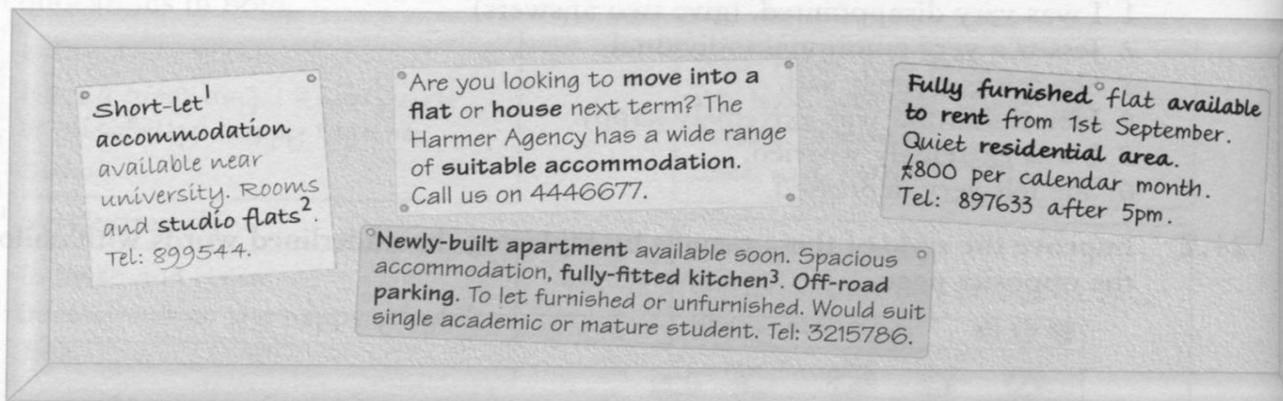 Short-let1
accommodation
available near
university. Rooms
and studio flats2.
Tel: 899544.
Are you looking to move into a
flat or house next term? The
Harmer Agency has a wide range
of suitable accommodation.
Call us on 4446677.
Fully furnished flat available
to rent from 1st September.
Quiet residential area.
£800 per calendar month.
Tel: 897633 after 5pm.
Newly-built apartment available soon. Spacious
accommodation, fully-fitted kitchen3. Off-road
parking. To let furnished or unfurnished. Would suit
single academic or mature student. Tel: 3215786.